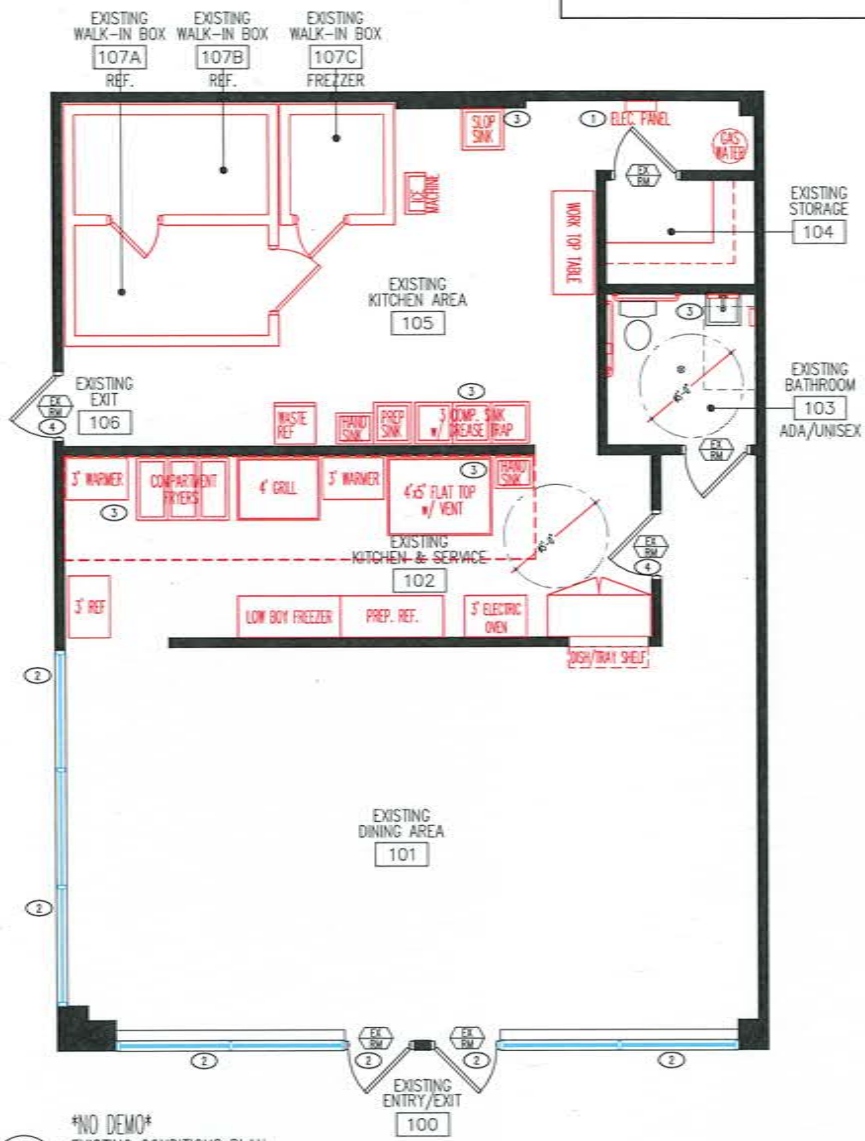 EXISTING EXISTING EXISTING
WALK-IN BOX WALK-IN BOX WALK-IN BOX
107A 107B 107C
REF. REF. FREZZER
SLOP
SINK
3
1
ELEC. PANEL
GAS
WATER
ICE
MACHINE
EX
RM
WORK TOP TABLE
EXISTING
STORAGE
104
EXISTING
KITCHEN AREA
105
3
EXISTING
BATHROOM
103
ADA/UNISEX
EX
RM
EXISTING
EXIT
106
EX
RM
4
WASTE
REF
HAND
SINK
PREP
SINK
3
3 COMP. SINK
w/ GREASE TRAP
3' WARMER
COMPARTMENT
FRYERS
3
4' GRILL
3' WARMER
4'x5' FLAT TOP
w/ VENT
3
HAND
SINK
EX
RM
4
EXISTING
KITCHEN & SERVICE
102
3' REF
LOW BOY FREEZER
PREP. REF.
3' ELECTRIC
OVEN
DISH/TRAY SHELF
2
EXISTING
DINING AREA
101
2
2
EX
RM
2
EX
RM
2
2
EXISTING
ENTRY/EXIT
100
*NO DEMO*
EXISTING CONDITIONS PLAN